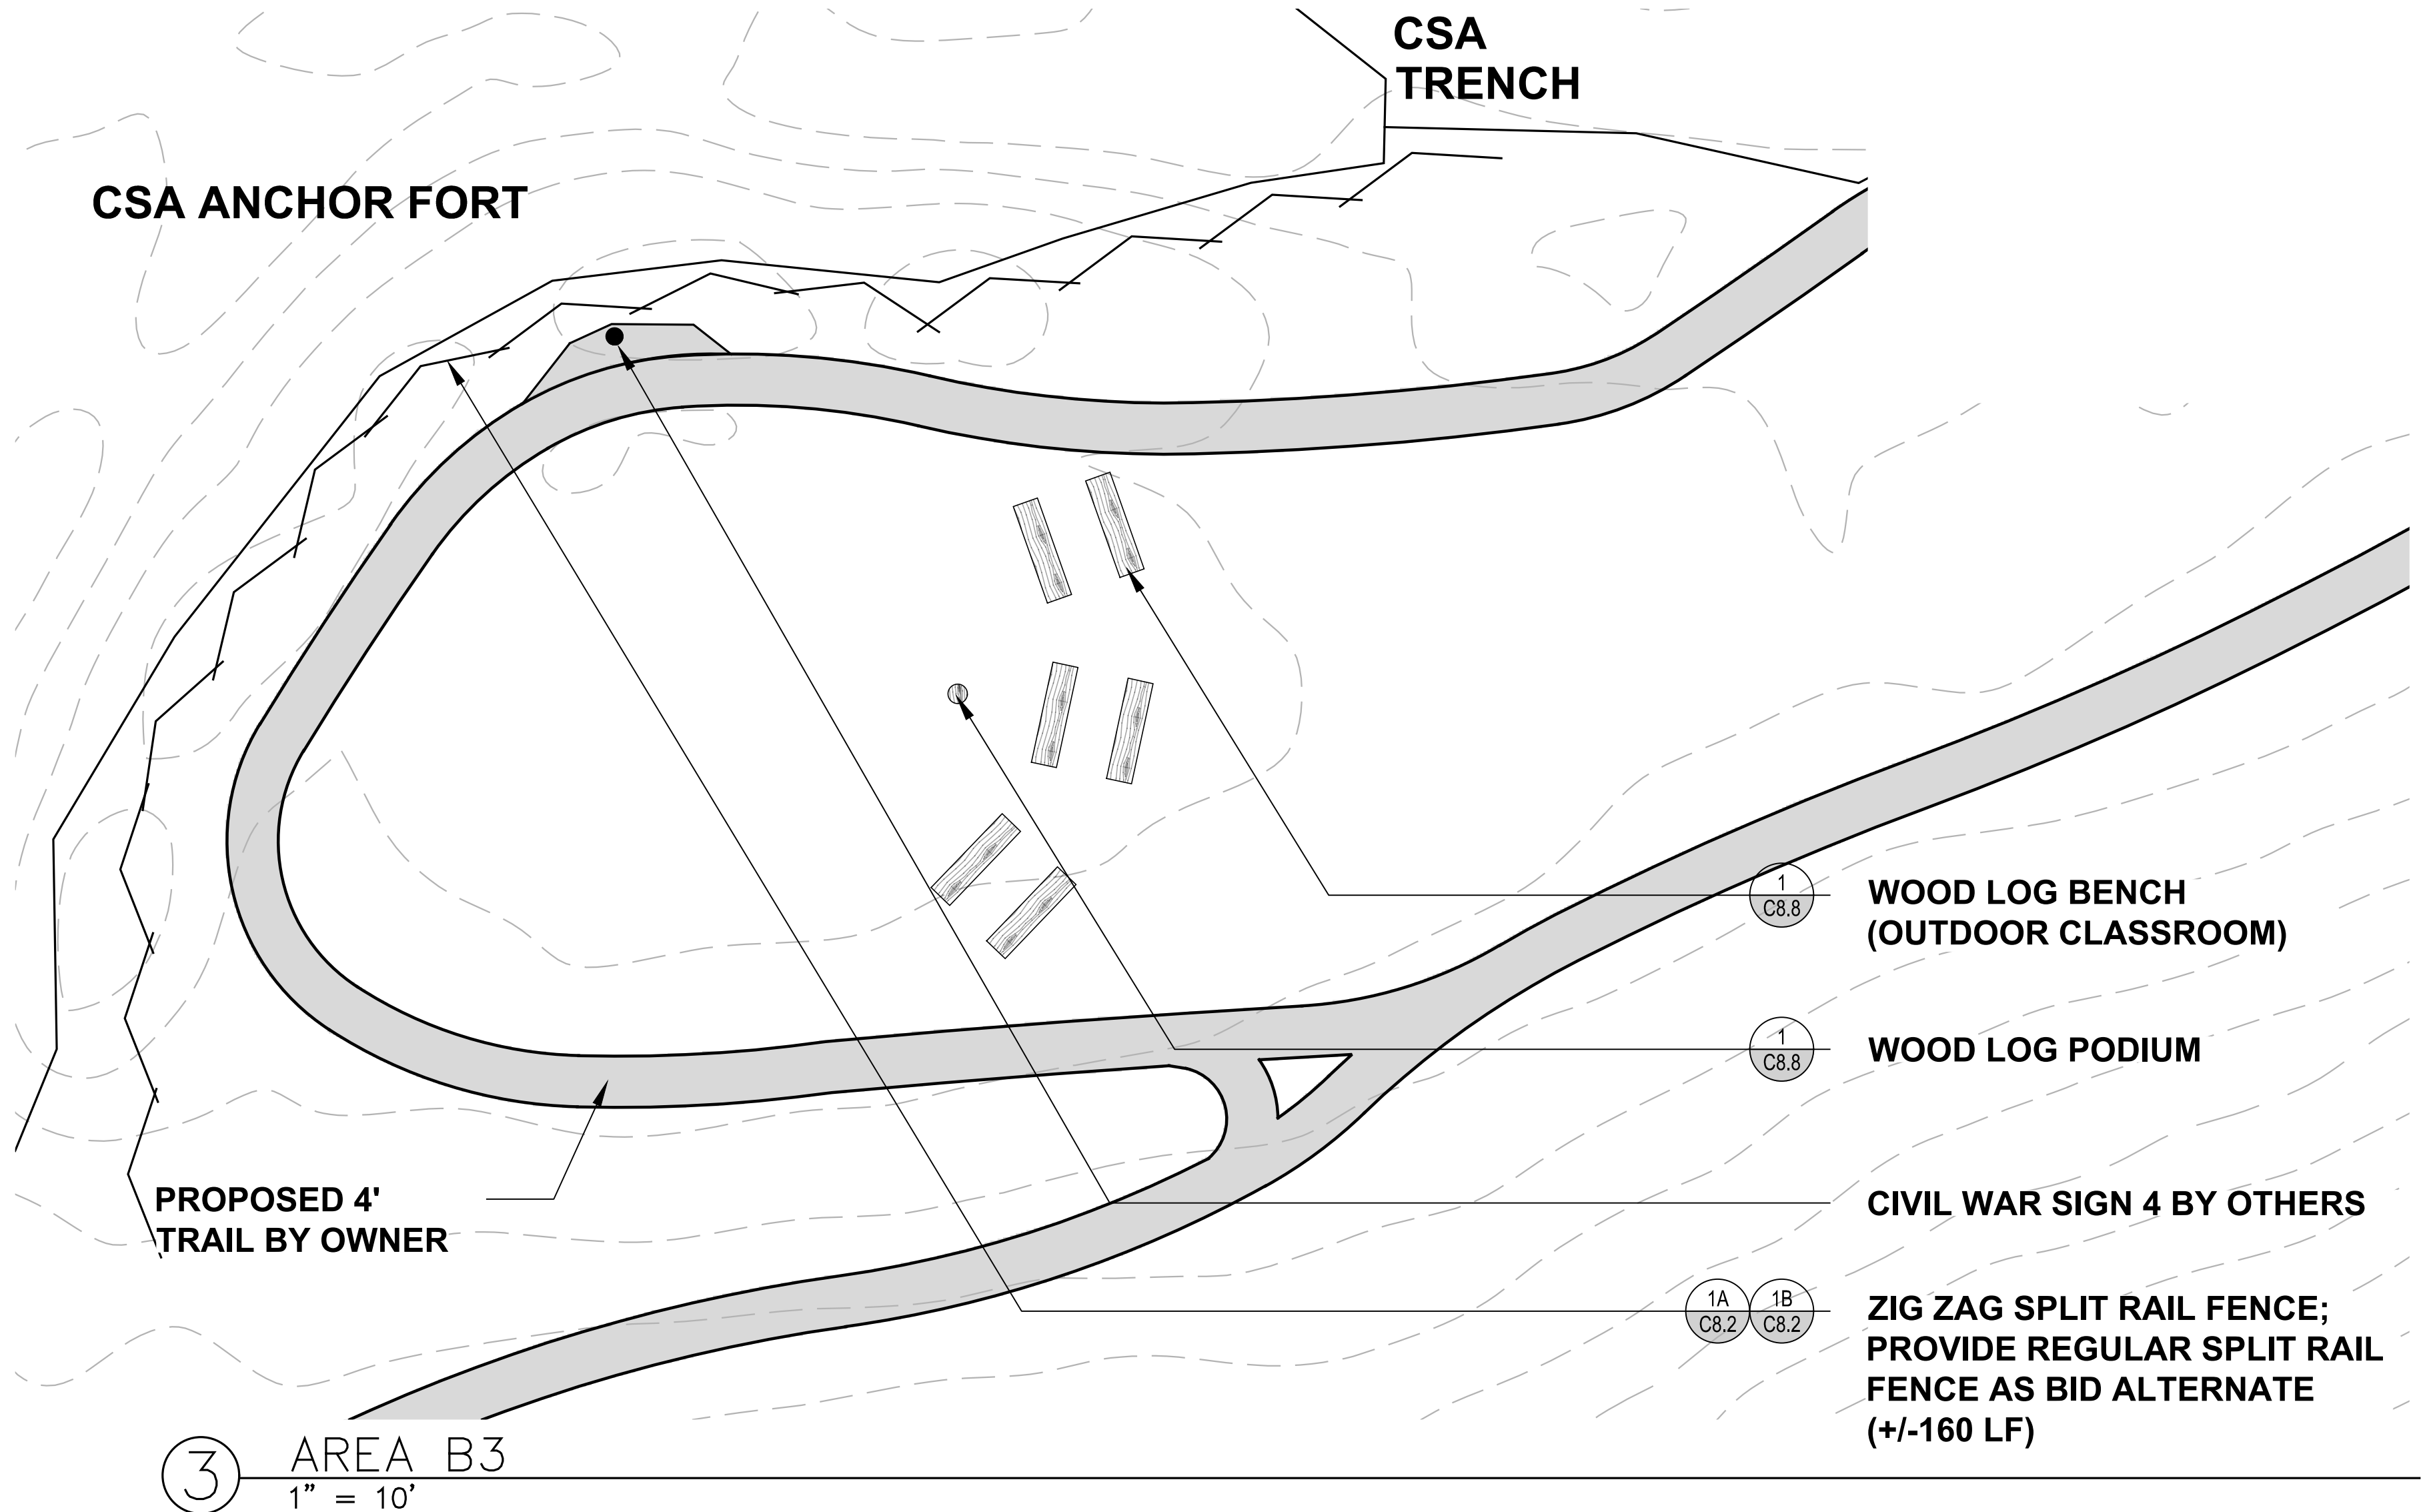 CSA
TRENCH
CSA ANCHOR FORT
1
C8.8
WOOD LOG BENCH
(OUTDOOR CLASSROOM)
1
C8.8
WOOD LOG PODIUM
PROPOSED 4'
TRAIL BY OWNER
CIVIL WAR SIGN 4 BY OTHERS
1A
C8.2
1B
C8.2
ZIG ZAG SPLIT RAIL FENCE;
PROVIDE REGULAR SPLIT RAIL
FENCE AS BID ALTERNATE
(+/-160 LF)
3
AREA B3
1" = 10'